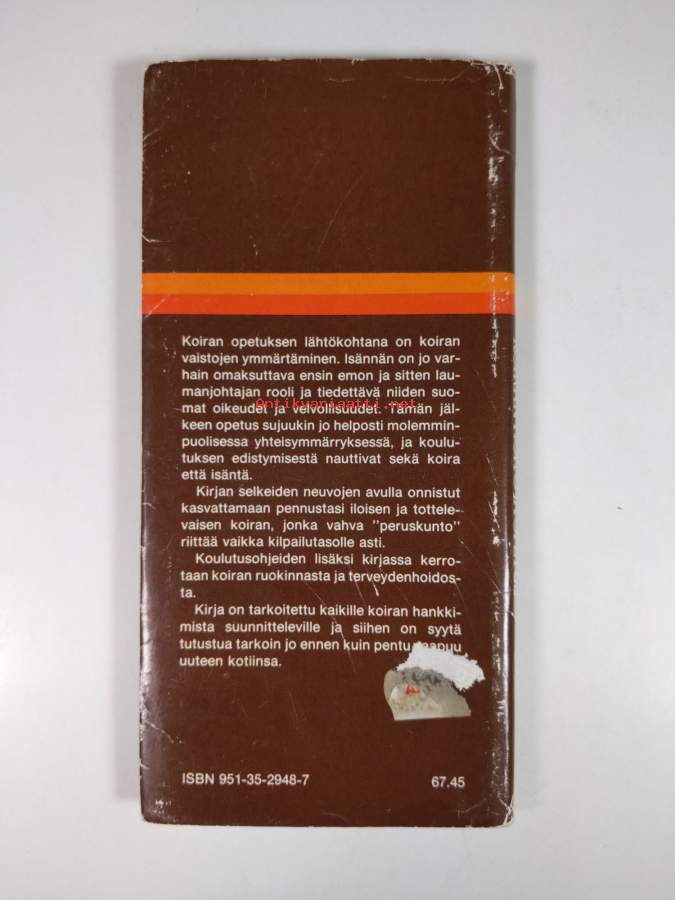 Koiran opetuksen lähtökohtana on koiran
vaistojen ymmärtäminen. Isännän on jo var-
hain omaksuttava ensin emon ja sitten lau-
manjohtajan rooli ja tiedettävä niiden suo-
mat oikeudet ja velvollisuudet. Tämän jäl-
Antikvariaatti.net
keen opetus sujuukin jo helposti molemmin-
puolisessa yhteisymmärryksessä, ja koulu-
tuksen edistymisestä nauttivat sekä koira
että isäntä.
Kirjan selkeiden neuvojen avulla onnistut
kasvattamaan pennustasi iloisen ja tottele-
vaisen koiran, jonka vahva "peruskunto"
riittää vaikka kilpailutasolle asti.
Koulutusohjeiden lisäksi kirjassa kerro-
taan koiran ruokinnasta ja terveydenhoidos-
ta.
Kirja on tarkoitettu kaikille koiran hankki-
mista suunnitteleville ja siihen on syytä
tutustua tarkoin jo ennen kuin pentu saapuu
uuteen kotiinsa.
ISBN 951-35-2948-7 67,45